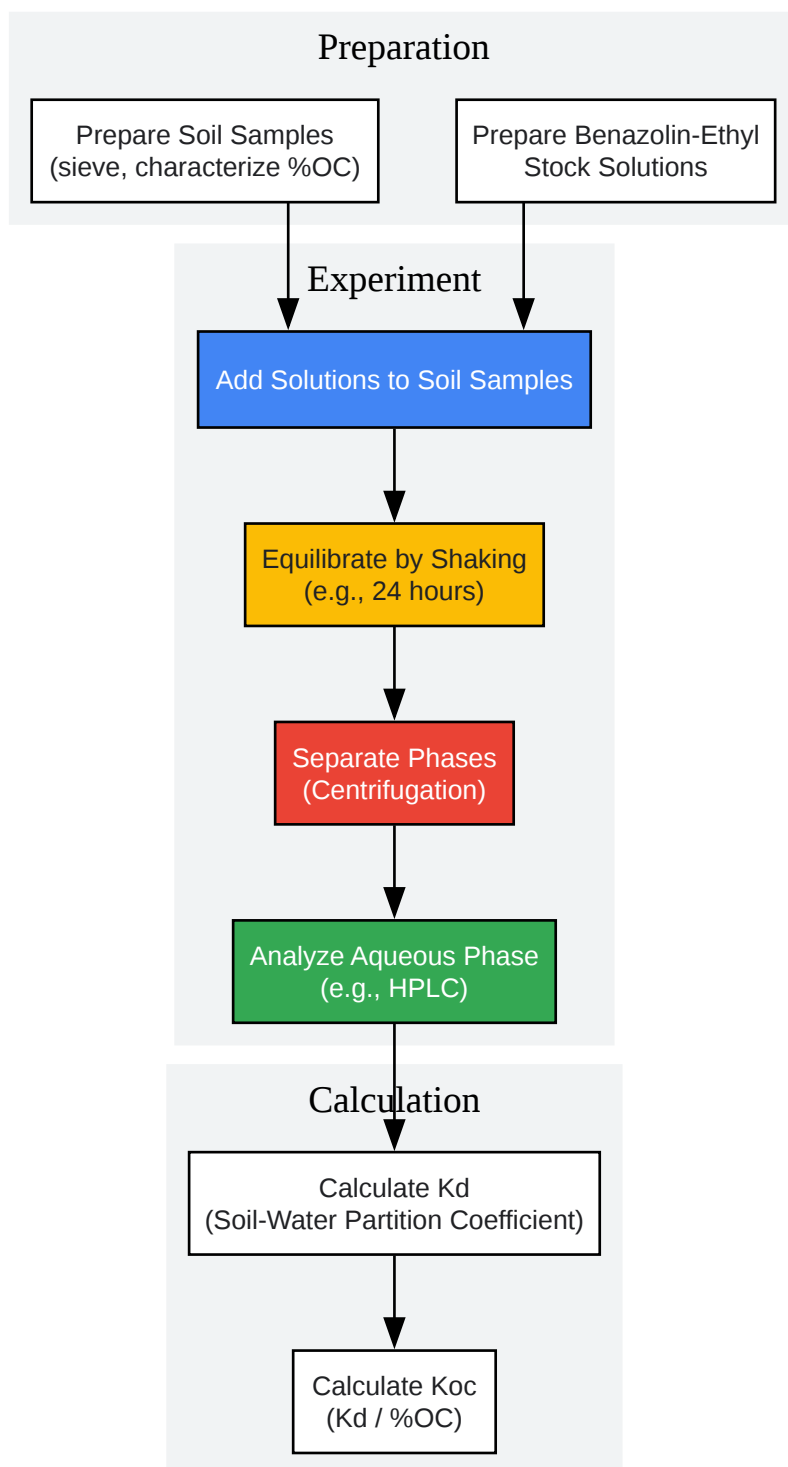 Preparation
Prepare Soil Samples
(sieve, characterize %OC)
Prepare Benazolin-Ethyl
Stock Solutions
Experiment
Add Solutions to Soil Samples
Equilibrate by Shaking
(e.g., 24 hours)
Separate Phases
(Centrifugation)
Analyze Aqueous Phase
(e.g., HPLC)
Calculation
Calculate Kd
(Soil-Water Partition Coefficient)
Calculate Koc
(Kd / %OC)